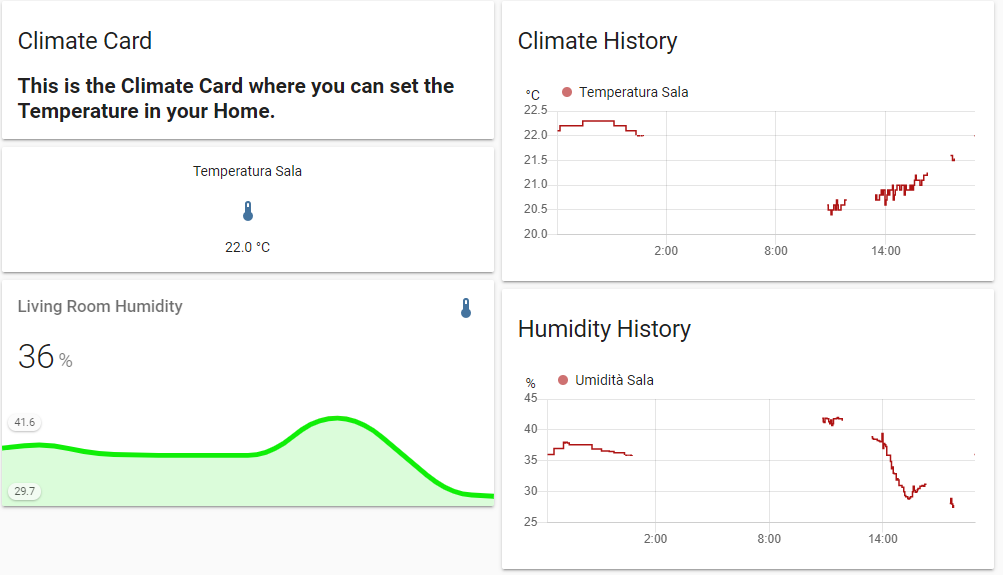 Climate Card
This is the Climate Card where you can set the
Temperature in your Home.
Temperatura Sala
22.0 °C
Living Room Humidity
36 %
41.6
29.7
Climate History
°C
Temperatura Sala
22.5
22.0
21.5
21.0
20.5
20.0
2:00
8:00
14:00
Humidity History
%
Umidità Sala
45
40
35
30
25
2:00
8:00
14:00